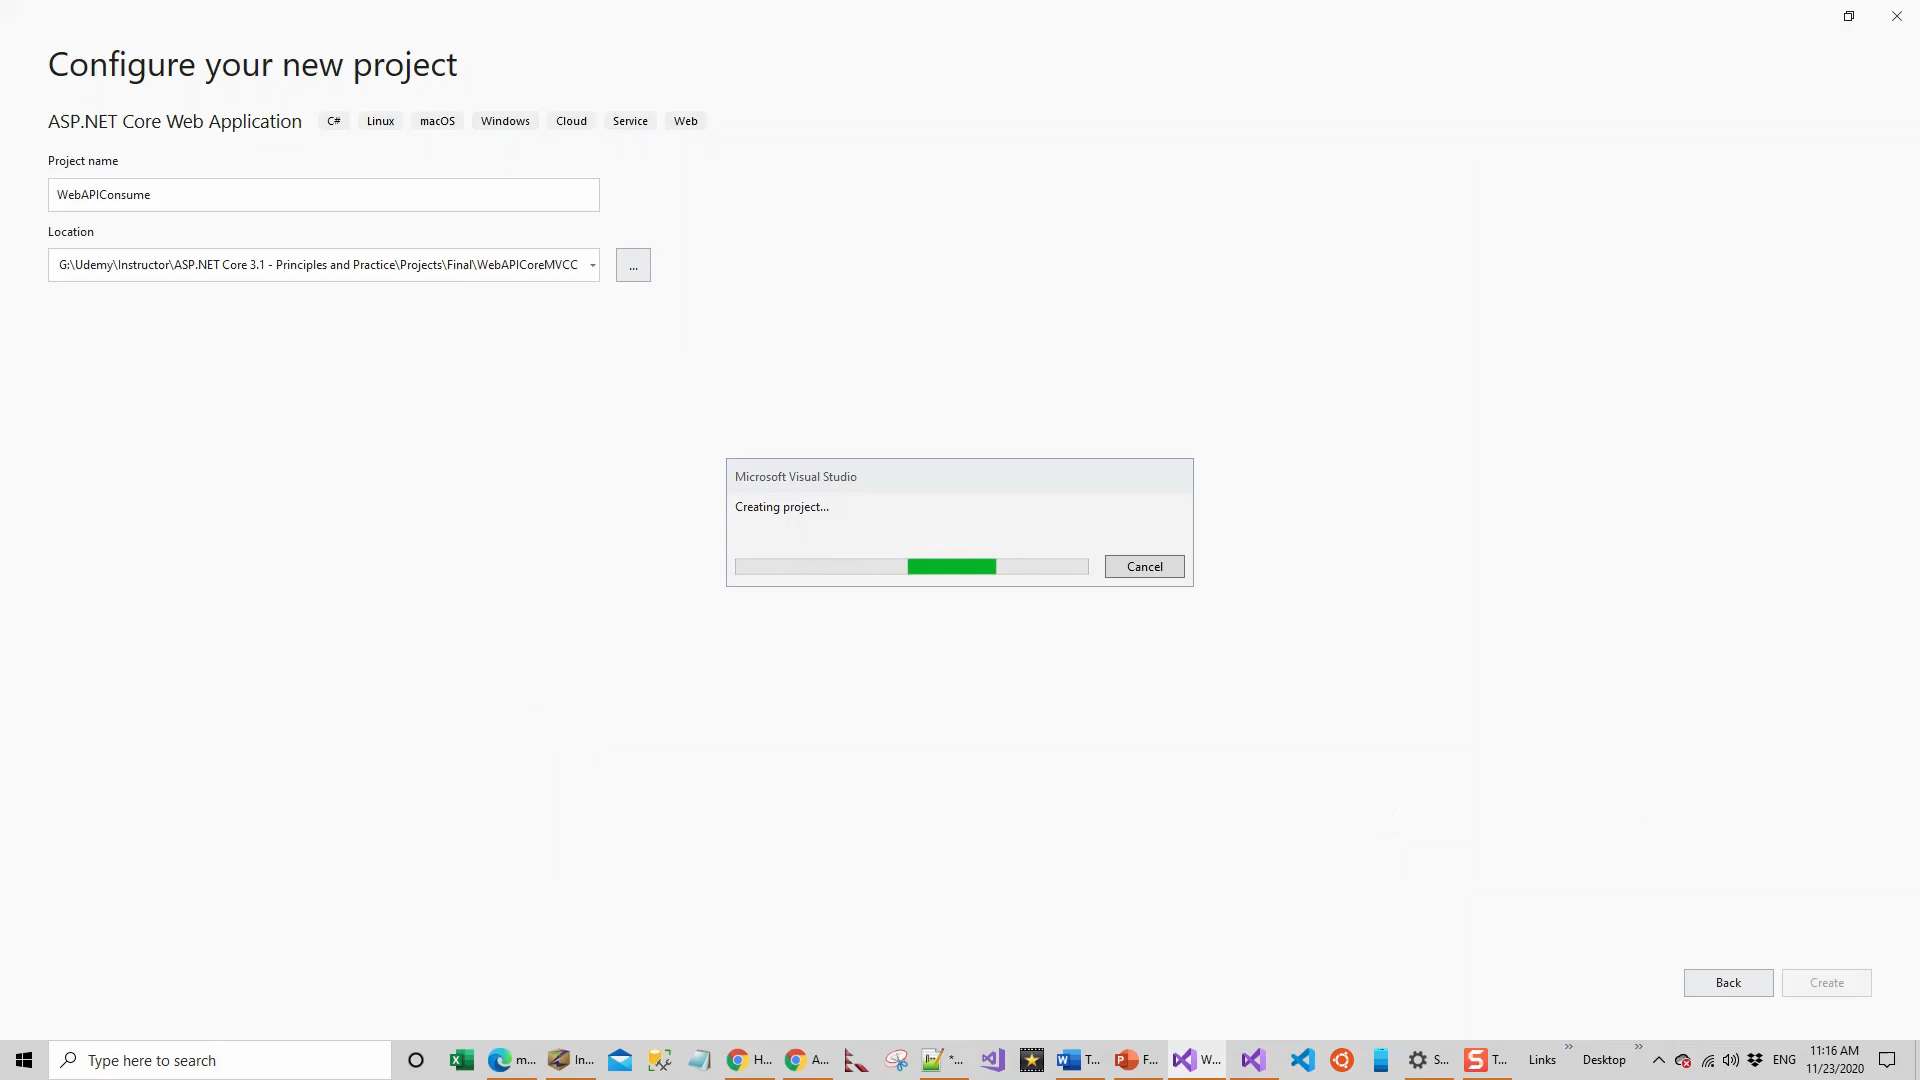 Configure your new project
ASP.NET Core Web Application C# Linux macOS Windows Cloud Service Web
Project name
WebAPIConsume
Location
G:\Udemy\Instructor\ASP.NET Core 3.1 - Principles and Practice\Projects\Final\WebAPICoreMVCC
...
Microsoft Visual Studio
Creating project...
Cancel
Back Create
Type here to search m... In... H... A... *... T... F... W... S... T... Links Desktop ENG 11:16 AM
11/23/2020